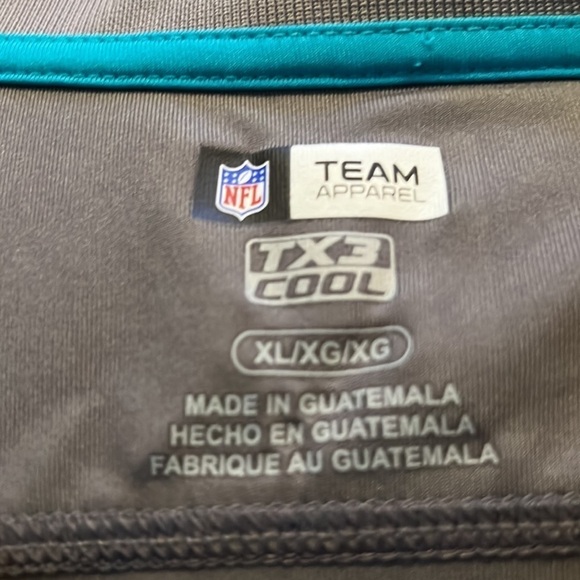 NFL
TEAM
APPAREL
TX3
COOL
XL/XG/XG
MADE IN GUATEMALA
HECHO EN GUATEMALA
FABRIQUE AU GUATEMALA